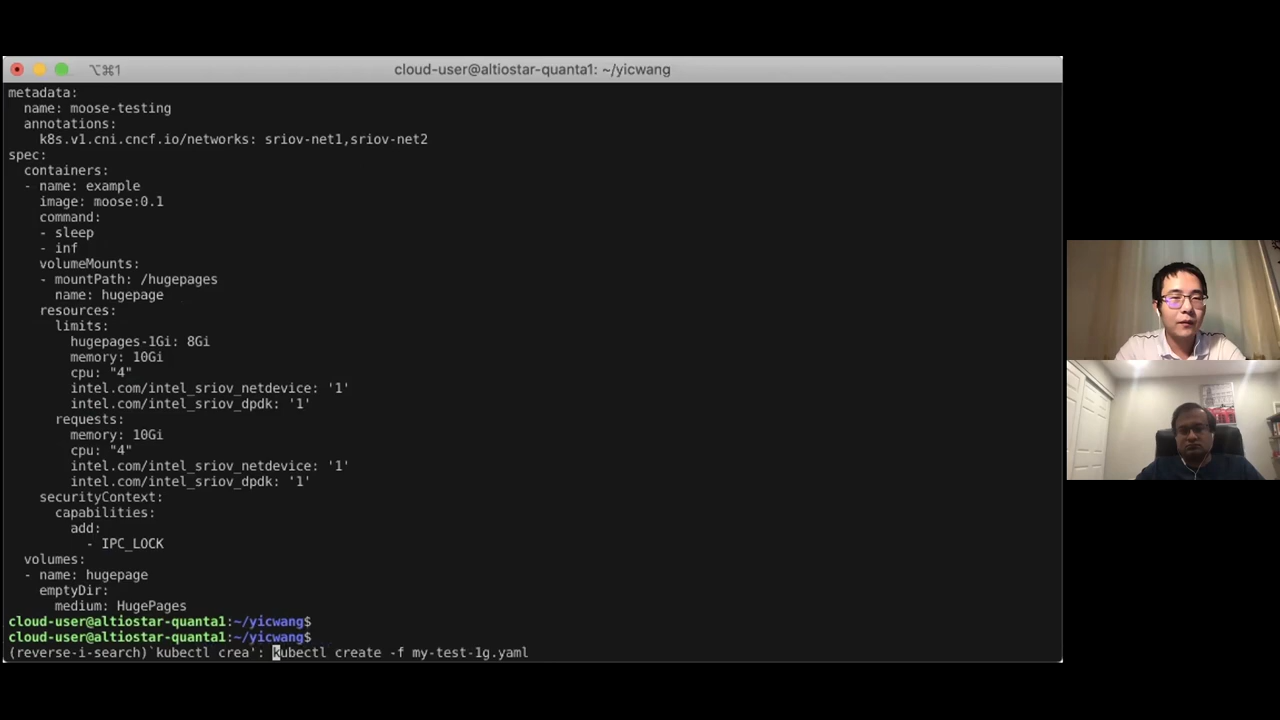 ⌥⌘1
cloud-user@altiostar-quanta1: ~/yicwang
metadata:
  name: moose-testing
  annotations:
    k8s.v1.cni.cncf.io/networks: sriov-net1,sriov-net2
spec:
  containers:
  - name: example
    image: moose:0.1
    command:
    - sleep
    - inf
    volumeMounts:
    - mountPath: /hugepages
      name: hugepage
    resources:
      limits:
        hugepages-1Gi: 8Gi
        memory: 10Gi
        cpu: "4"
        intel.com/intel_sriov_netdevice: '1'
        intel.com/intel_sriov_dpdk: '1'
      requests:
        memory: 10Gi
        cpu: "4"
        intel.com/intel_sriov_netdevice: '1'
        intel.com/intel_sriov_dpdk: '1'
    securityContext:
      capabilities:
        add:
          - IPC_LOCK
  volumes:
  - name: hugepage
    emptyDir:
      medium: HugePages
cloud-user@altiostar-quanta1:~/yicwang$
cloud-user@altiostar-quanta1:~/yicwang$
(reverse-i-search)`kubectl crea': kubectl create -f my-test-1g.yaml